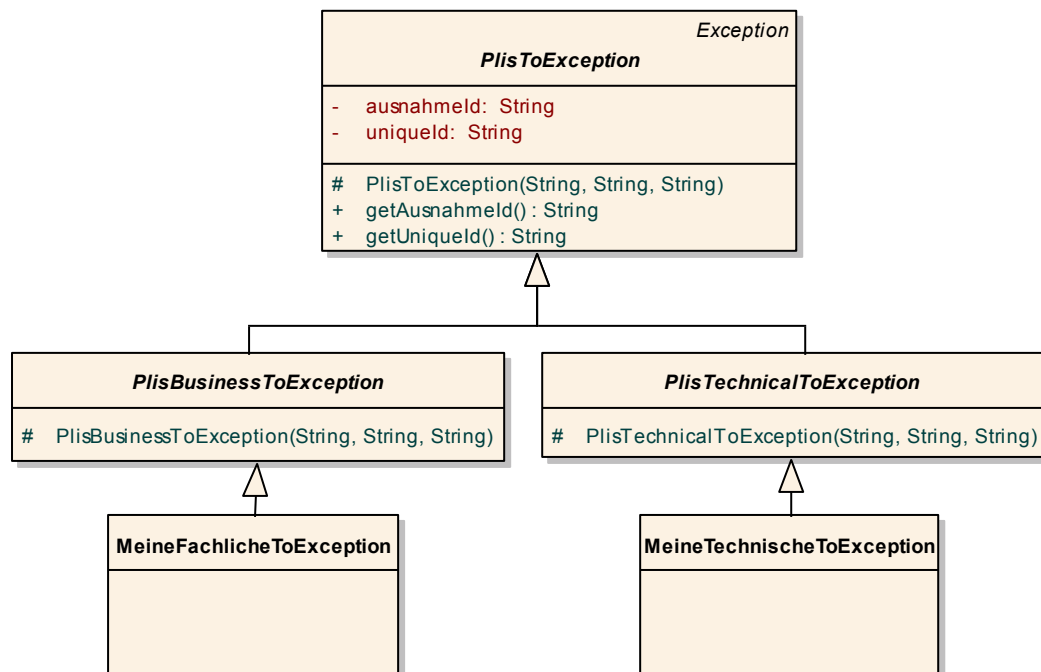 Exception
PlisToException
- ausnahmeId: String
- uniqueId: String
# PlisToException(String, String, String)
+ getAusnahmeId() : String
+ getUniqueId() : String
PlisBusinessToException
# PlisBusinessToException(String, String, String)
PlisTechnicalToException
# PlisTechnicalToException(String, String, String)
MeineFachlicheToException
MeineTechnischeToException